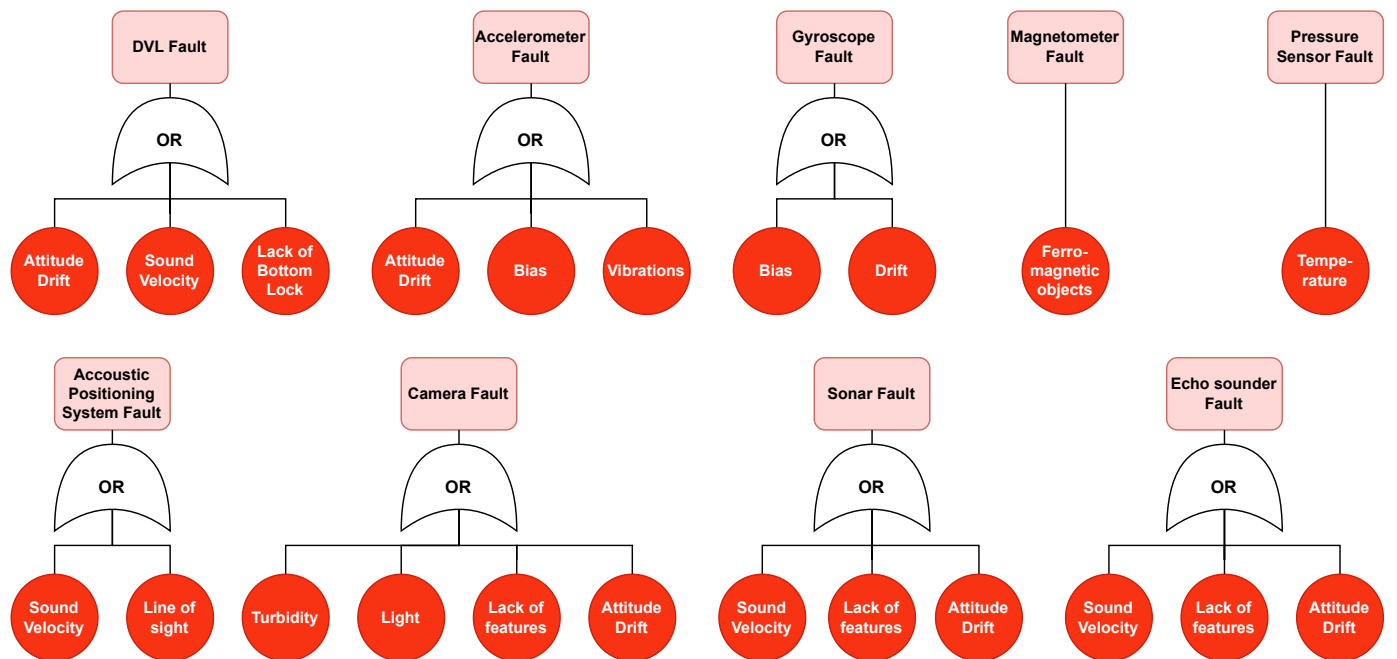 DVL Fault
Accelerometer
Fault
Gyroscope
Fault
Magnetometer
Fault
Pressure
Sensor Fault
OR
OR
OR
Attitude
Drift
Sound
Velocity
Lack of
Bottom
Lock
Attitude
Drift
Bias
Vibrations
Bias
Drift
Ferro-
magnetic
objects
Tempe-
rature
Accoustic
Positioning
System Fault
Camera Fault
Sonar Fault
Echo sounder
Fault
OR
OR
OR
OR
Sound
Velocity
Line of
sight
Turbidity
Light
Lack of
features
Attitude
Drift
Sound
Velocity
Lack of
features
Attitude
Drift
Sound
Velocity
Lack of
features
Attitude
Drift